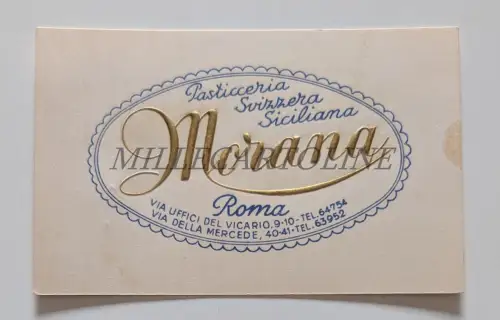 Pasticceria
Svizzera
Siciliana
Morana
MILLECARTOLINE
Roma
VIA UFFICI DEL VICARIO, 9-10-TEL. 64754
VIA DELLA MERCEDE, 40-41-TEL. 63952